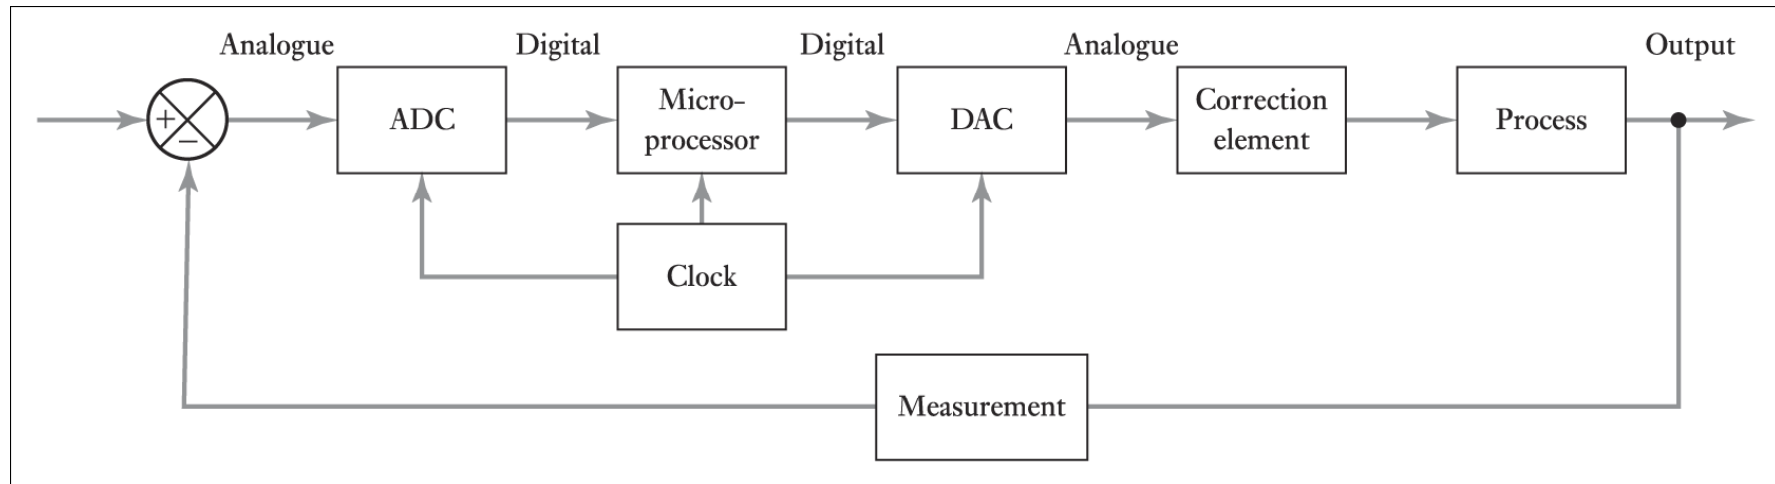 Analogue
Digital
Digital
Analogue
Output
+
−
ADC
Micro-
processor
DAC
Correction
element
Process
Clock
Measurement